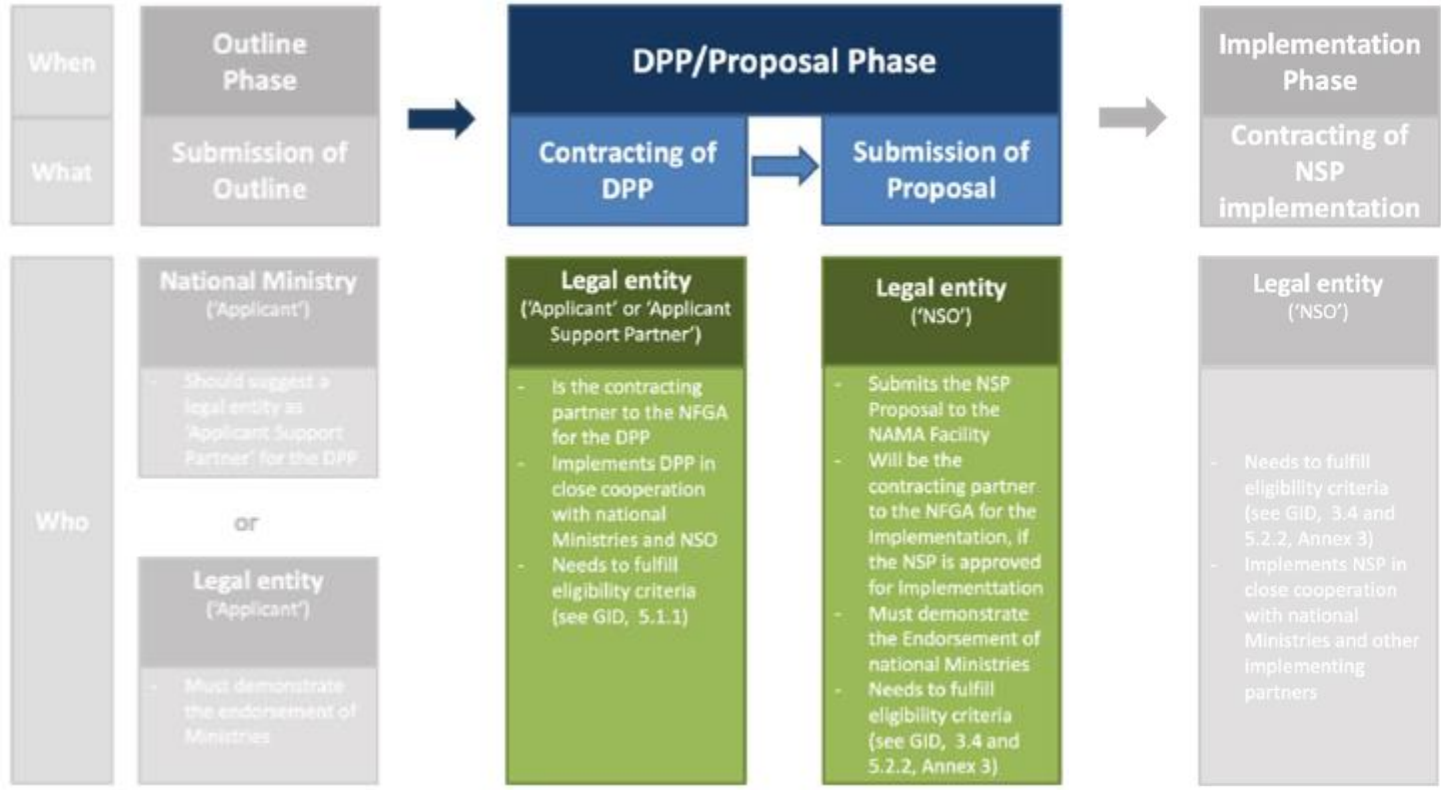 When
Outline
Phase
DPP/Proposal Phase
Implementation
Phase
What
Submission of
Outline
Contracting of
DPP
Submission of
Proposal
Contracting of
NSP
implementation
Who
National Ministry
('Applicant')
- Should suggest a
legal entity as
'Applicant Support
Partner' for the DPP
or
Legal entity
('Applicant')
- Must demonstrate
the endorsement of
Ministries
Legal entity
('Applicant' or 'Applicant
Support Partner')
- Is the contracting
partner to the NFGA
for the DPP
- Implements DPP in
close cooperation
with national
Ministries and NSO
- Needs to fulfill
eligibility criteria
(see GID, 5.1.1)
Legal entity
('NSO')
- Submits the NSP
Proposal to the
NAMA Facility
- Will be the
contracting partner
to the NFGA for the
Implementation, if
the NSP is approved
for Implementtation
- Must demonstrate
the Endorsement of
national Ministries
- Needs to fulfill
eligibility criteria
(see GID, 3.4 and
5.2.2, Annex 3)
Legal entity
('NSO')
- Needs to fulfill
eligibility criteria
(see GID, 3.4 and
5.2.2, Annex 3)
- Implements NSP in
close cooperation
with national
Ministries and other
implementing
partners